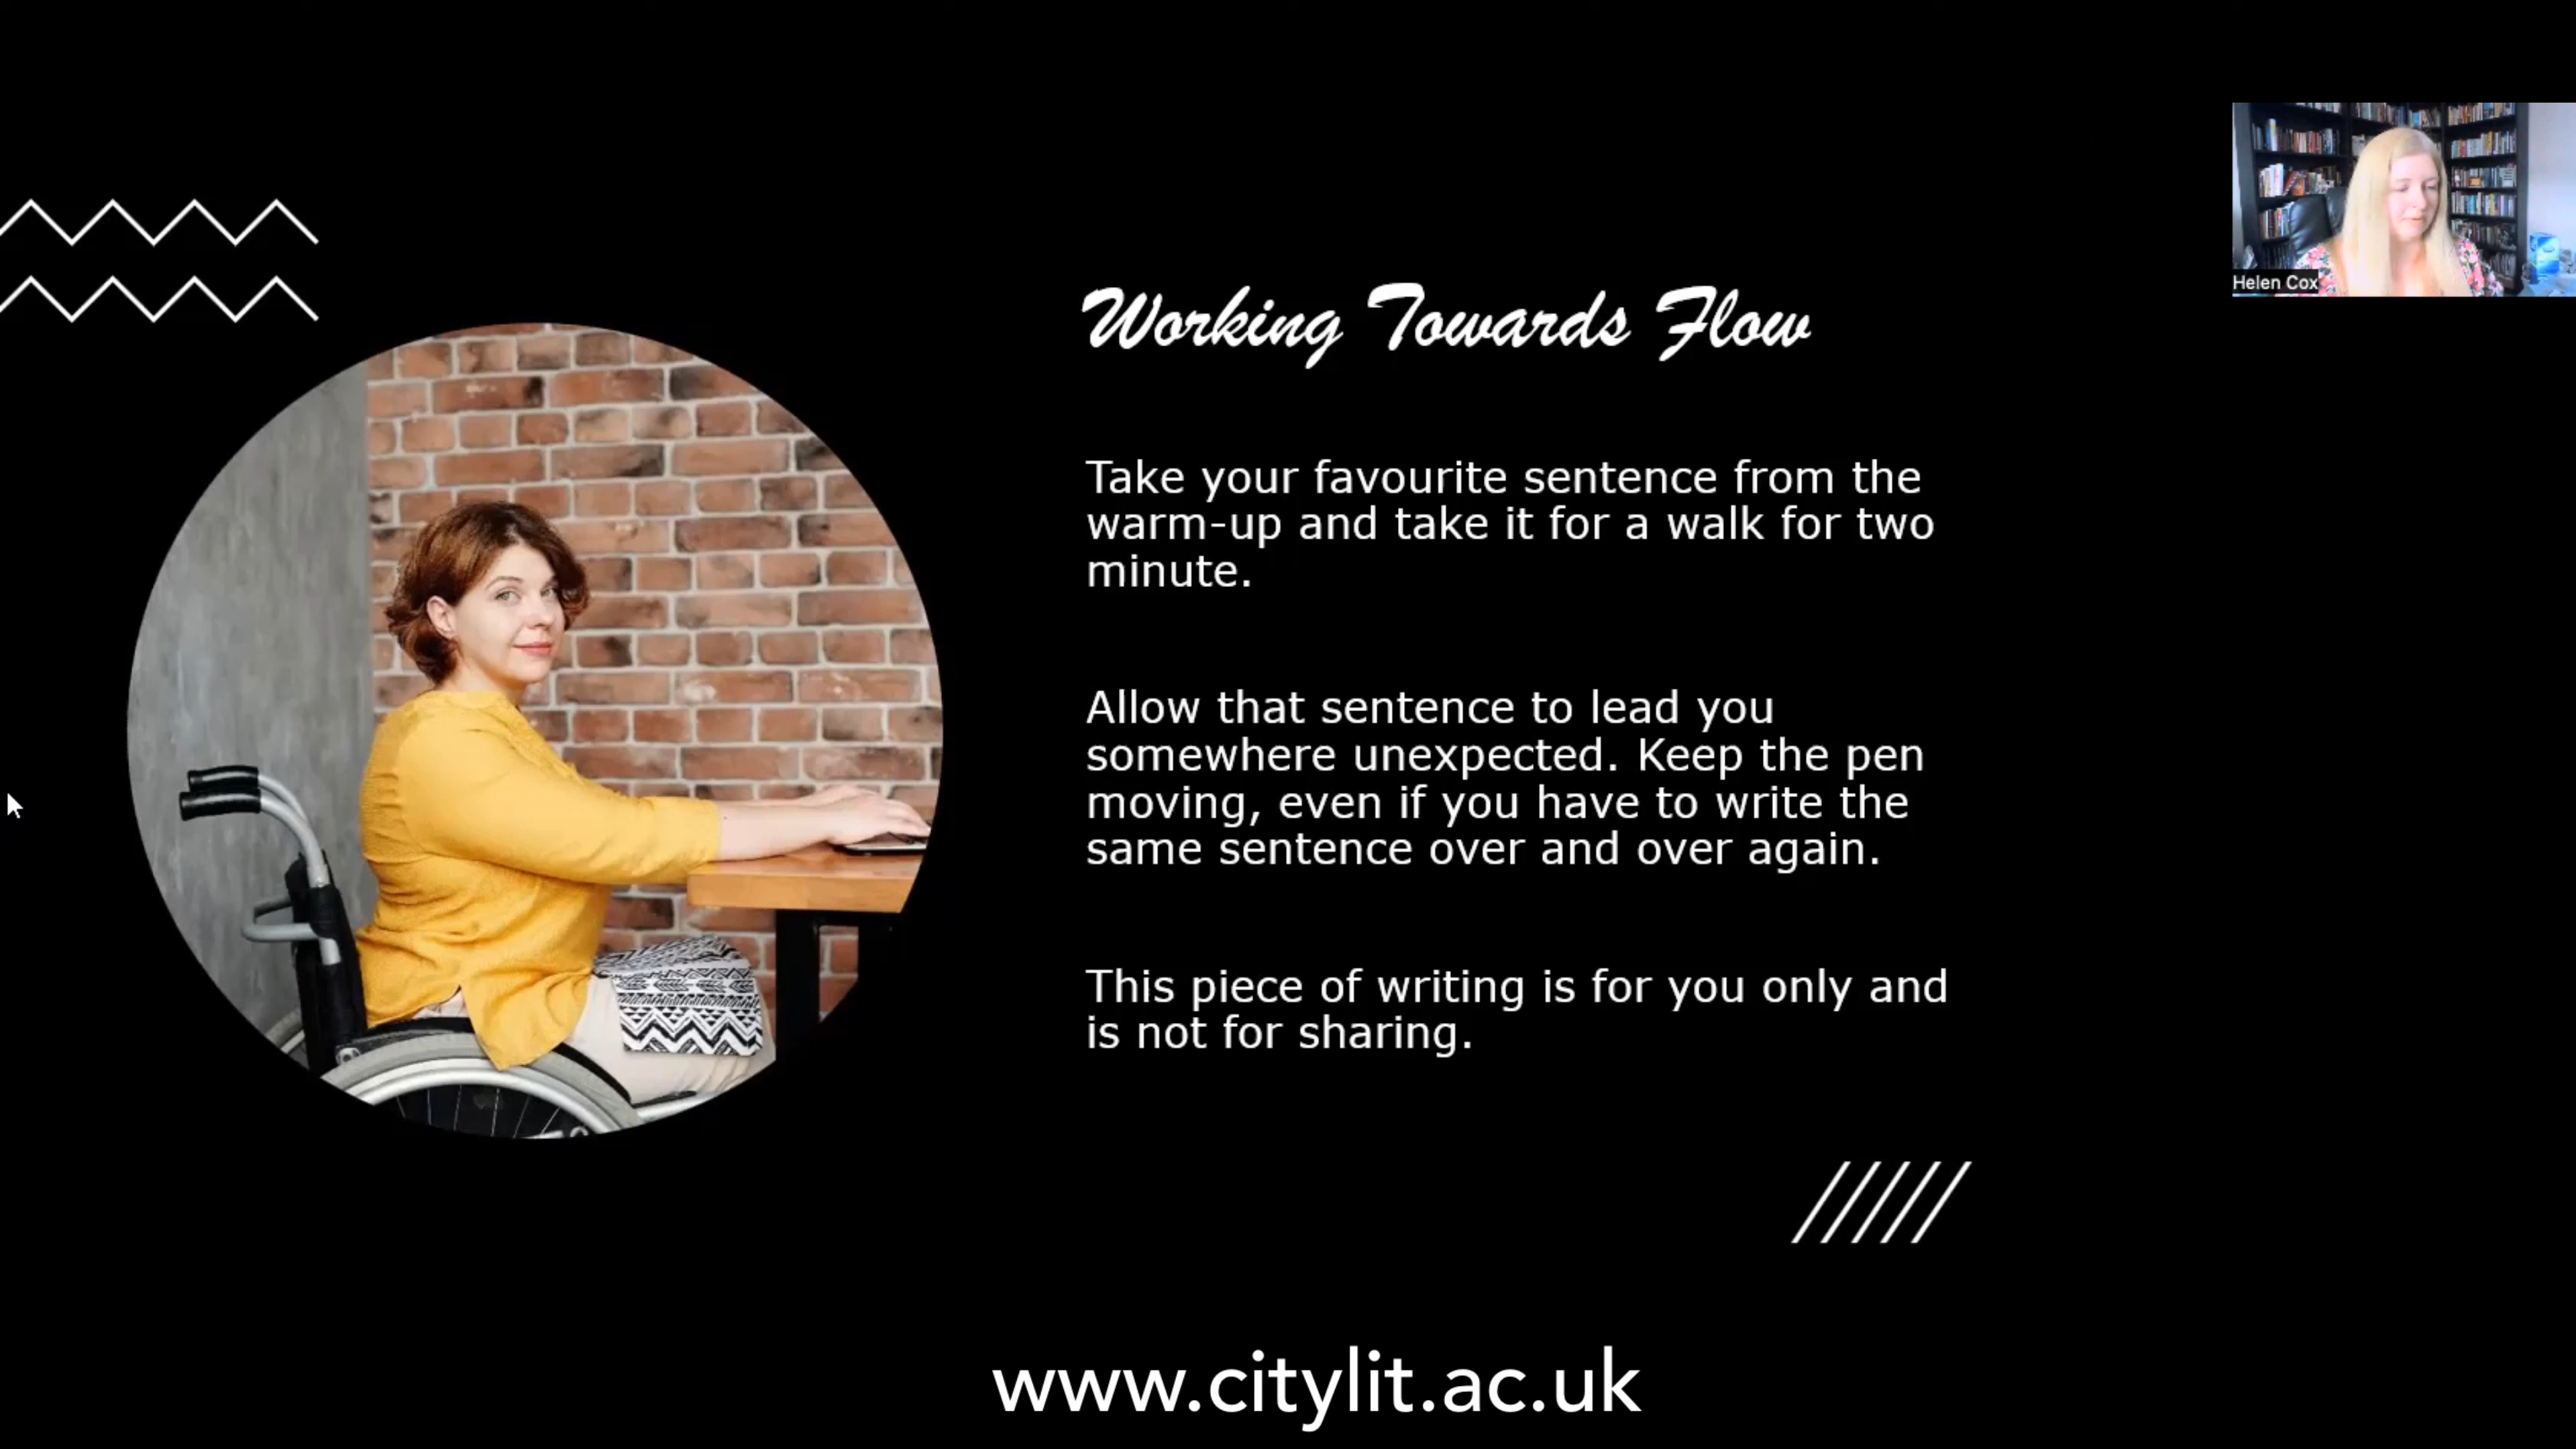 Helen Cox
Working Towards Flow
Take your favourite sentence from the
warm-up and take it for a walk for two
minute.
Allow that sentence to lead you
somewhere unexpected. Keep the pen
moving, even if you have to write the
same sentence over and over again.
This piece of writing is for you only and
is not for sharing.
www.citylit.ac.uk